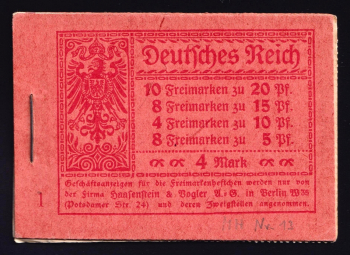 Deutsches Reich
10 Freimarken zu 20 Pf.
8 Freimarken zu 15 Pf.
4 Freimarken zu 10 Pf.
8 Freimarken zu 5 Pf.
4 Mark
Geschäftsanzeigen für die Freimarkenheftchen werden nur von
der Firma Haasenstein & Vogler A.-G. in Berlin W35
(Potsdamer Str. 24) und deren Zweigstellen angenommen.
1
No 13